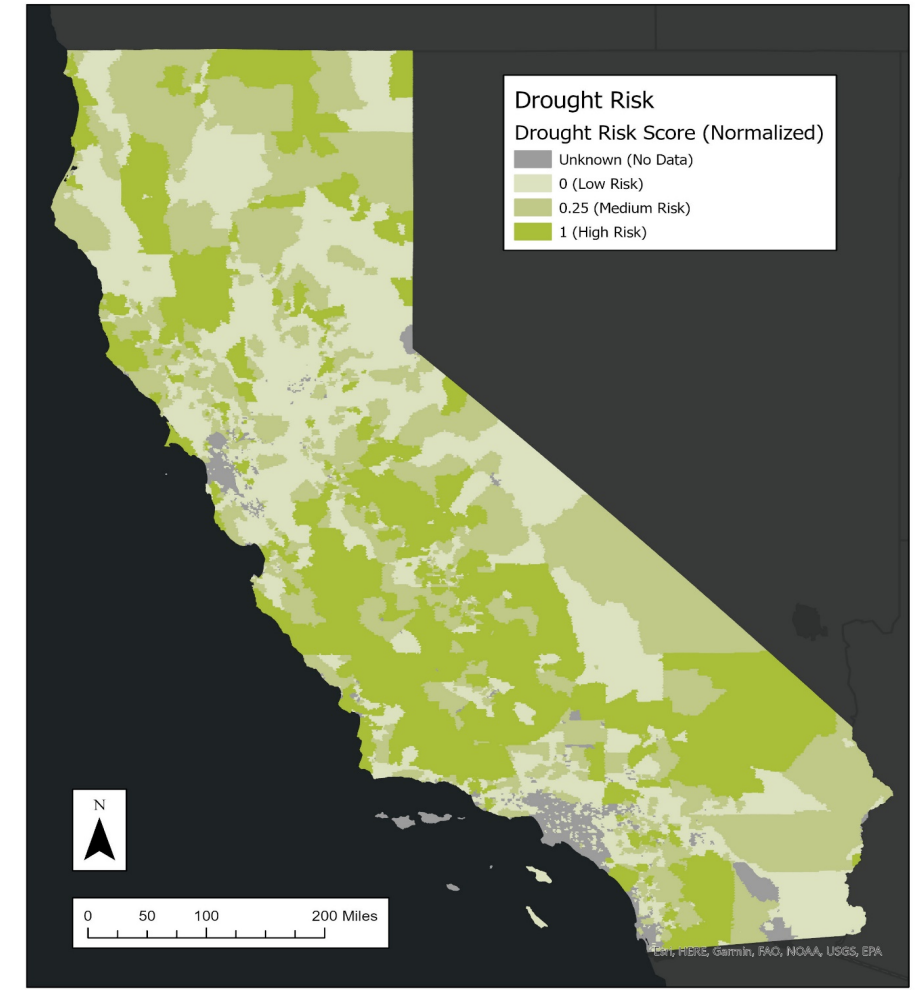 Drought Risk
Drought Risk Score (Normalized)
Unknown (No Data)
0 (Low Risk)
0.25 (Medium Risk)
1 (High Risk)
N
0 50 100 200 Miles
Esri, HERE, Garmin, FAO, NOAA, USGS, EPA